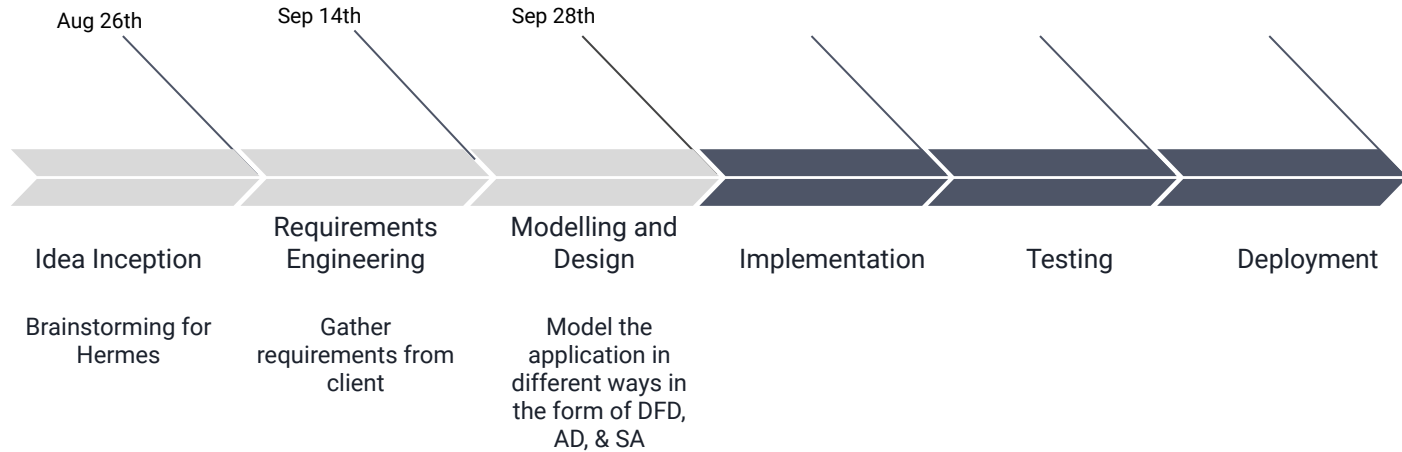 Aug 26th
Sep 14th
Sep 28th
Idea Inception
Requirements
Engineering
Modelling and
Design
Implementation
Testing
Deployment
Brainstorming for
Hermes
Gather
requirements from
client
Model the
application in
different ways in
the form of DFD,
AD, & SA